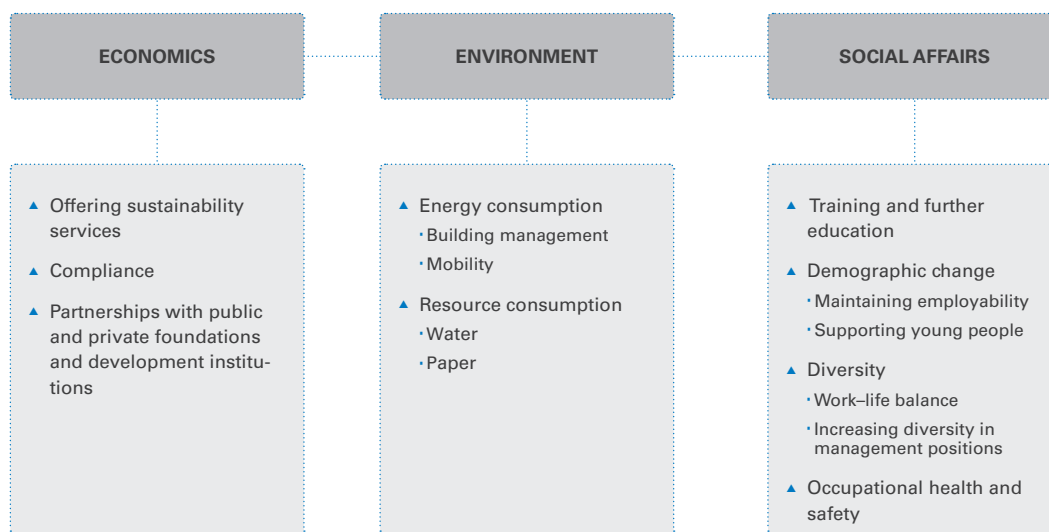 ECONOMICS
Offering sustainability
services
Compliance
Partnerships with public
and private foundations
and development institu-
tions
ENVIRONMENT
Energy consumption
Building management
Mobility
Resource consumption
Water
Paper
SOCIAL AFFAIRS
Training and further
education
Demographic change
Maintaining employability
Supporting young people
Diversity
Work–life balance
Increasing diversity in
management positions
Occupational health and
safety